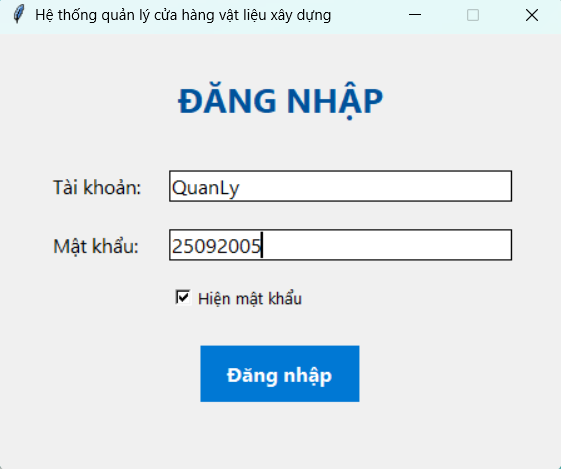 Hệ thống quản lý cửa hàng vật liệu xây dựng
ĐĂNG NHẬP
Tài khoản: QuanLy
Mật khẩu: 25092005
Hiện mật khẩu
Đăng nhập